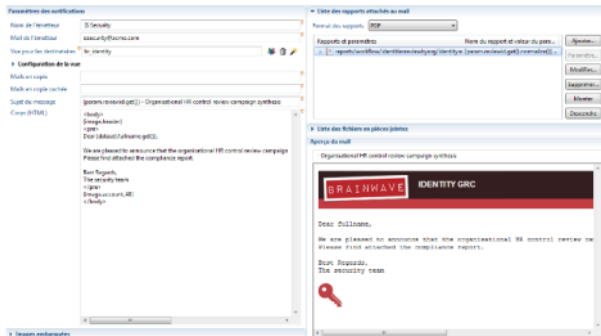 Paramètres des notifications
Nom de l'émetteur
IS Security
Mail de l'émetteur
issecurity@acme.com
Vue pour les destinataires
br_identity
Configuration de la vue
Mails en copie
Mails en copie cachée
Sujet du message
{param.reviewid.get()} - Organisational HR control review campaign synthesis
Corps (HTML)
<body>
{image.header}
<pre>
Dear {dataset.fullname.get()},
We are pleased to announce that the organisational HR control review campaign
Please find attached the compliance report.
Best Regards,
The security team
</pre>
{image.account_48}
</body>
Images embarquées
Liste des rapports attachés au mail
Format des rapports
PDF
Rapports et paramètres
Nom du rapport et valeur du para...
Ajouter...
Paramètre...
Modifier...
Supprimer...
Monter
Descendre
Liste des fichiers en pièces jointes
Aperçu du mail
- Organisational HR control review campaign synthesis
BRAINWAVE
IDENTITY GRC
Dear fullname,
We are pleased to announce that the organisational HR control review ca
Please find attached the compliance report.
Best Regards,
The security team